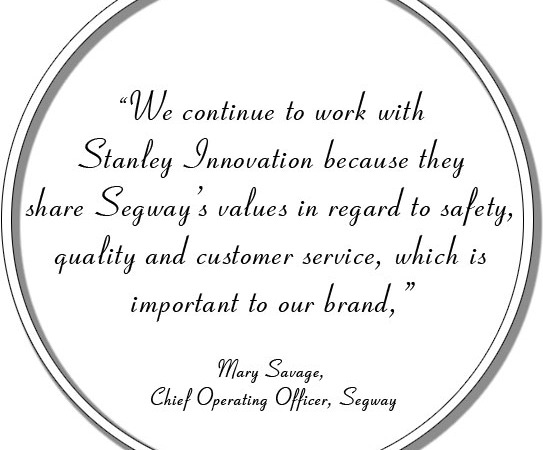 “We continue to work with
Stanley Innovation because they
share Segway’s values in regard to safety,
quality and customer service, which is
important to our brand,”
Mary Savage,
Chief Operating Officer, Segway